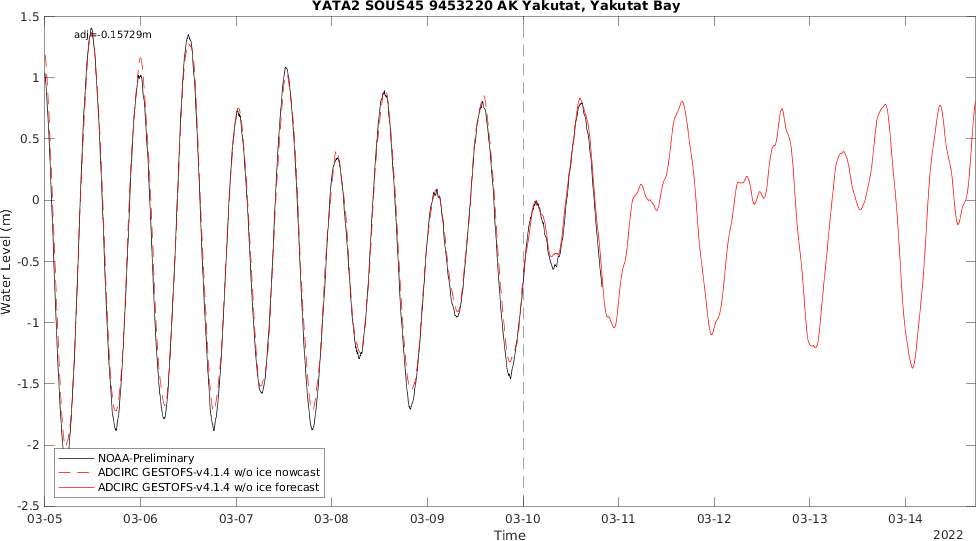 YATA2 SOUS45 9453220 AK Yakutat, Yakutat Bay
adj=-0.15729m
1.5
1
0.5
0
-0.5
-1
-1.5
-2
-2.5
Water Level (m)
NOAA-Preliminary
ADCIRC GESTOFS-v4.1.4 w/o ice nowcast
ADCIRC GESTOFS-v4.1.4 w/o ice forecast
03-05 03-06 03-07 03-08 03-09 03-10 03-11 03-12 03-13 03-14
Time
2022